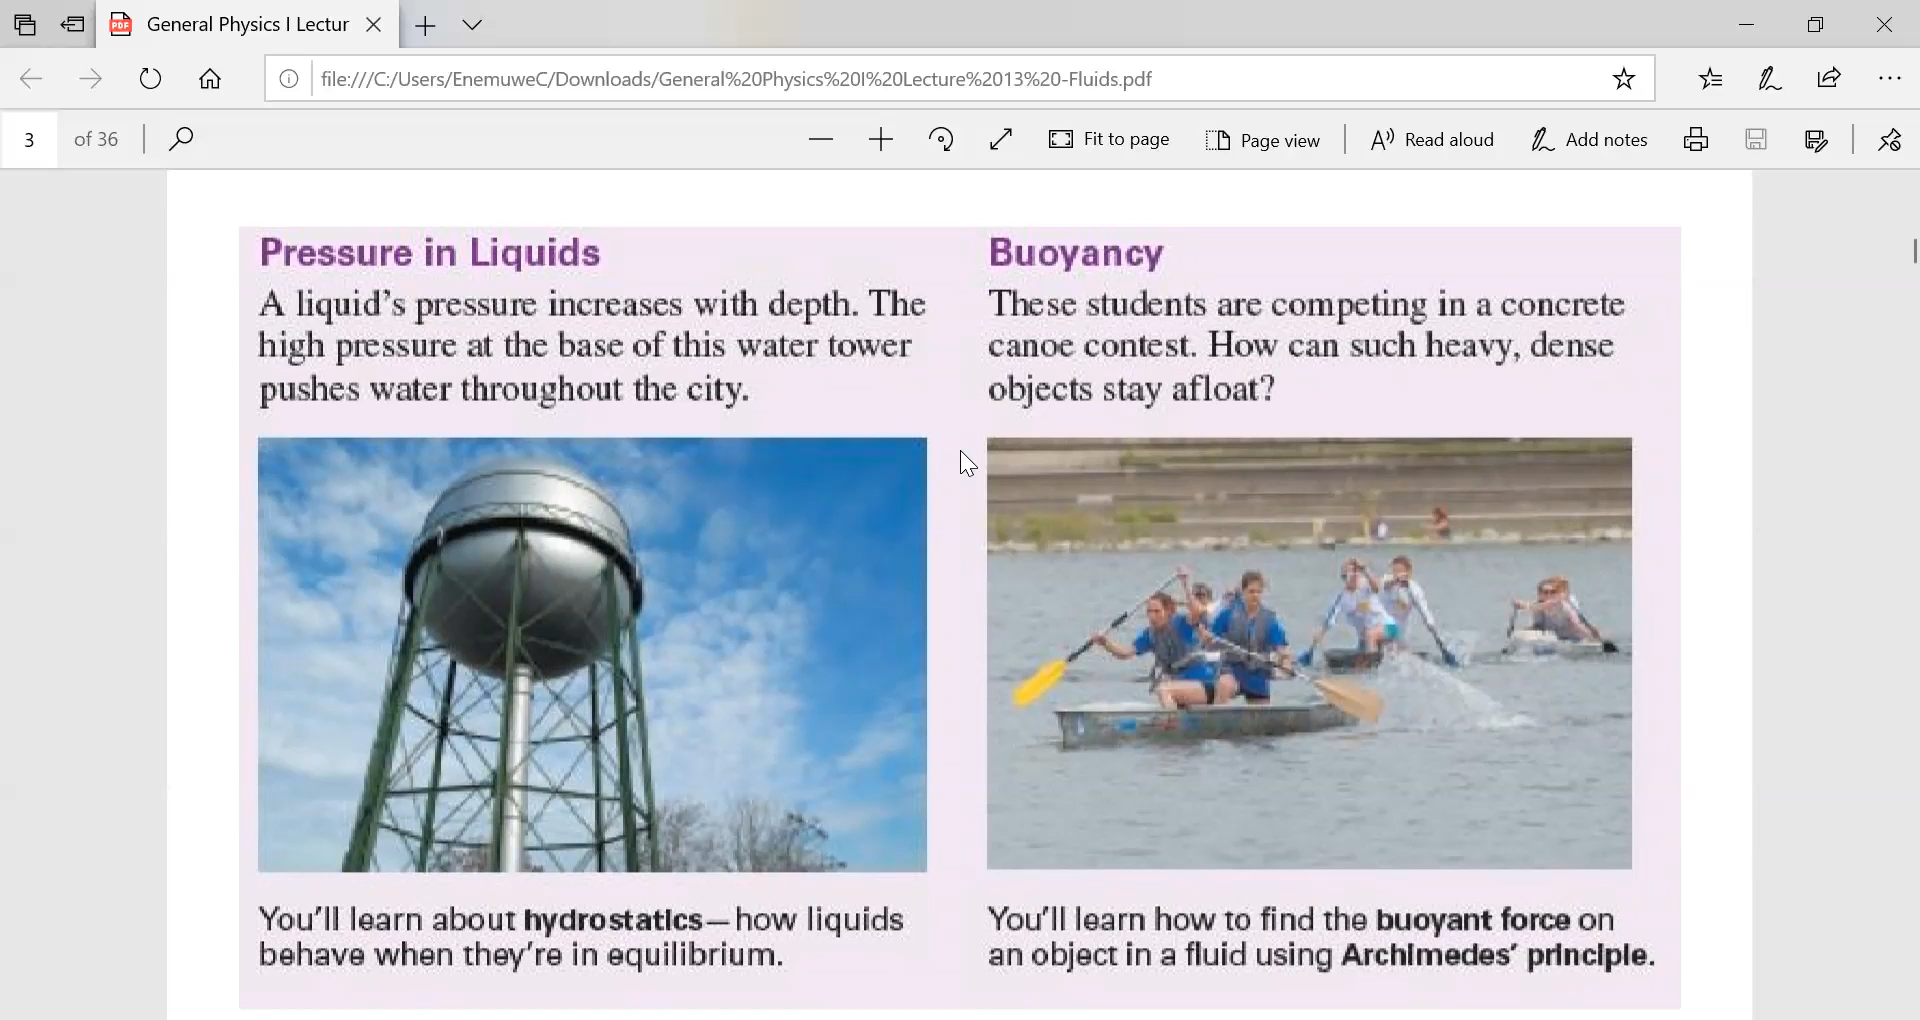 General Physics I Lectur
file:///C:/Users/EnemuweC/Downloads/General%20Physics%20I%20Lecture%2013%20-Fluids.pdf
3 of 36
Fit to page
Page view
Read aloud
Add notes
Pressure in Liquids
A liquid's pressure increases with depth. The
high pressure at the base of this water tower
pushes water throughout the city.
You'll learn about hydrostatics—how liquids
behave when they're in equilibrium.
Buoyancy
These students are competing in a concrete
canoe contest. How can such heavy, dense
objects stay afloat?
You'll learn how to find the buoyant force on
an object in a fluid using Archimedes' principle.